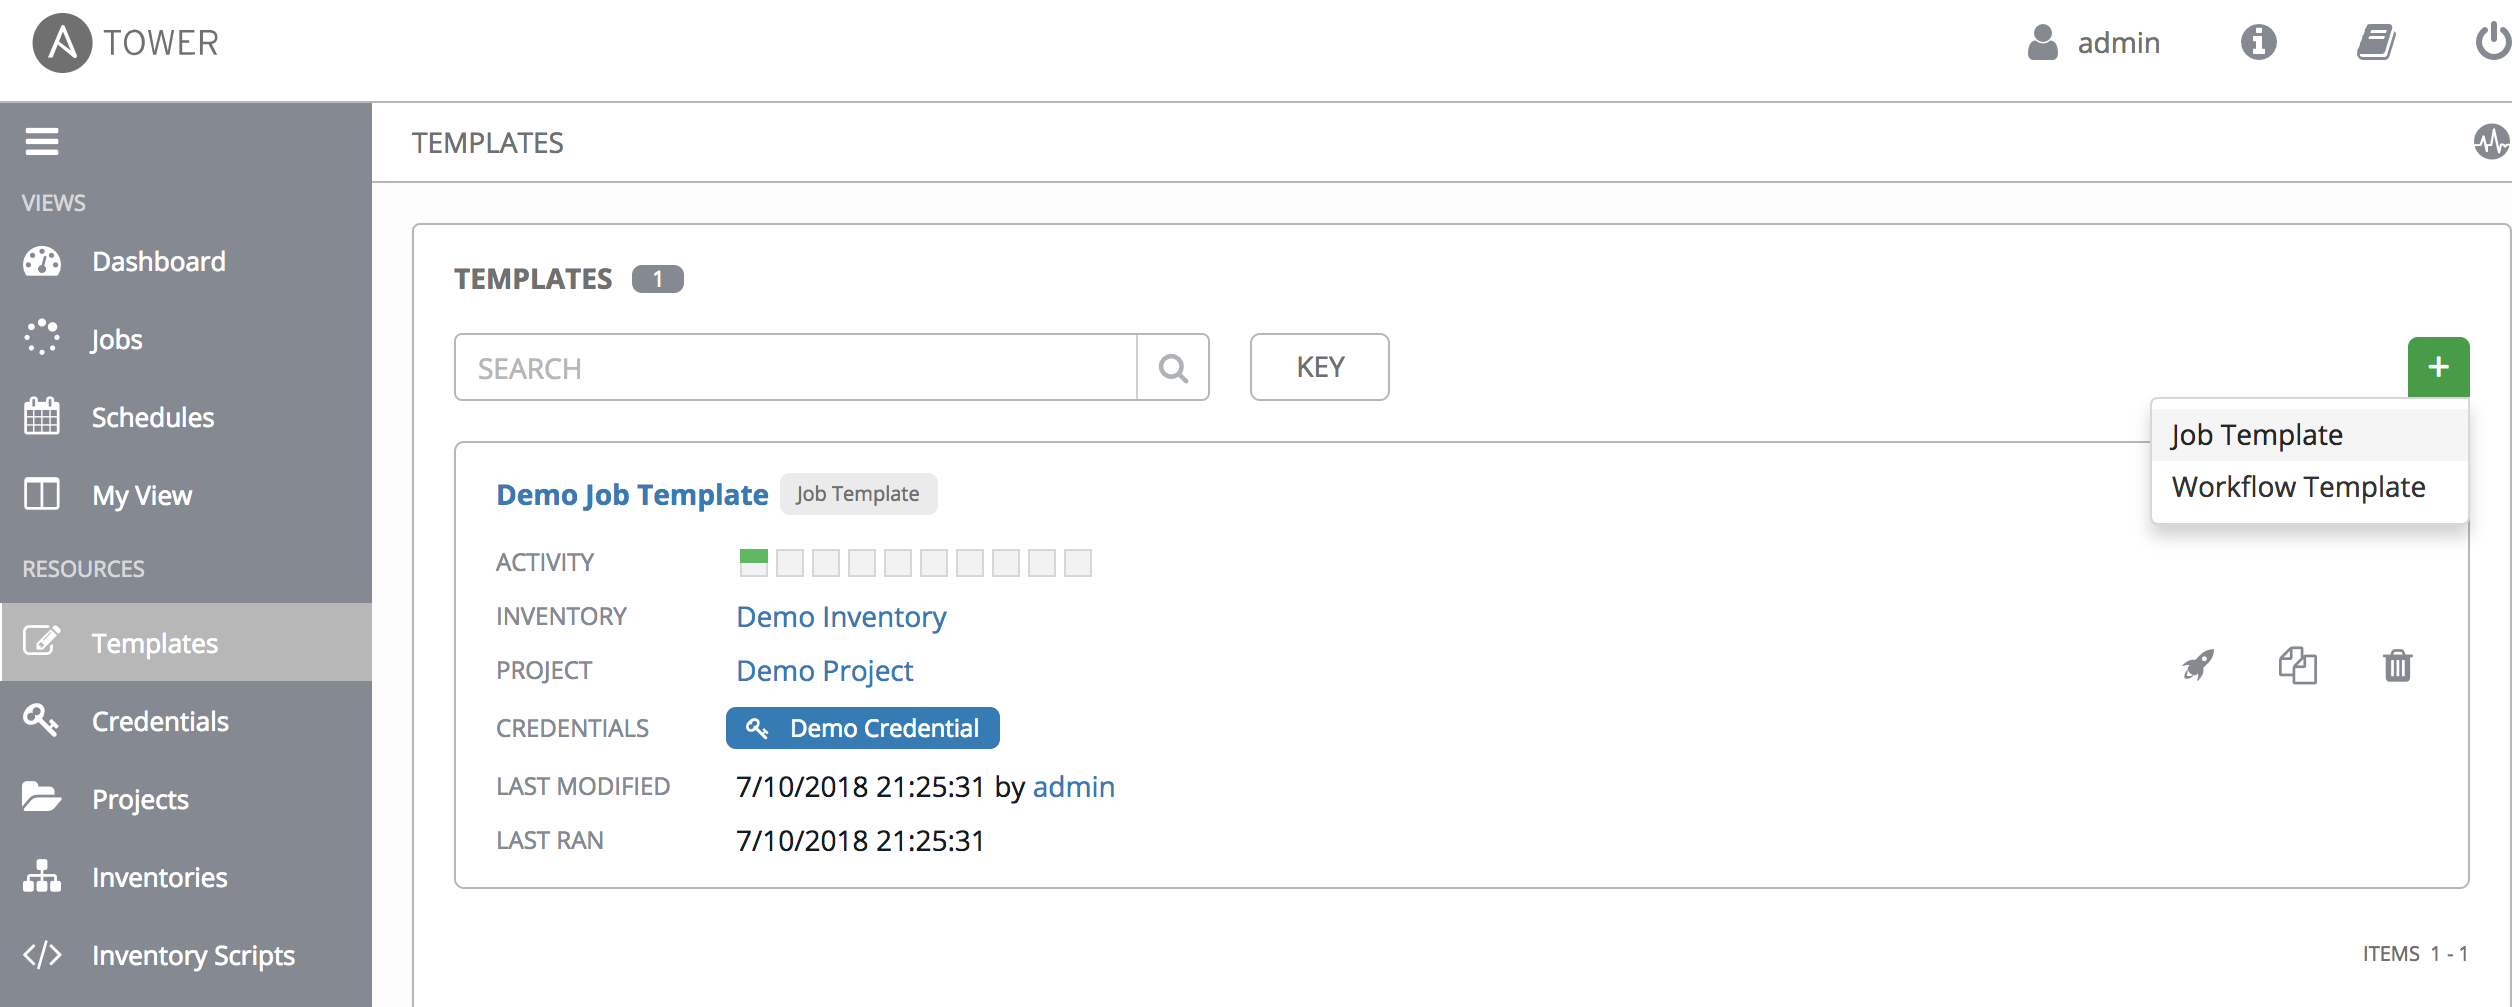 TOWER
admin
TEMPLATES
VIEWS
Dashboard
Jobs
Schedules
My View
RESOURCES
Templates
Credentials
Projects
Inventories
Inventory Scripts
TEMPLATES 1
SEARCH
KEY
+
Job Template
Workflow Template
Demo Job Template Job Template
ACTIVITY
INVENTORY Demo Inventory
PROJECT Demo Project
CREDENTIALS Demo Credential
LAST MODIFIED 7/10/2018 21:25:31 by admin
LAST RAN 7/10/2018 21:25:31
ITEMS 1 - 1